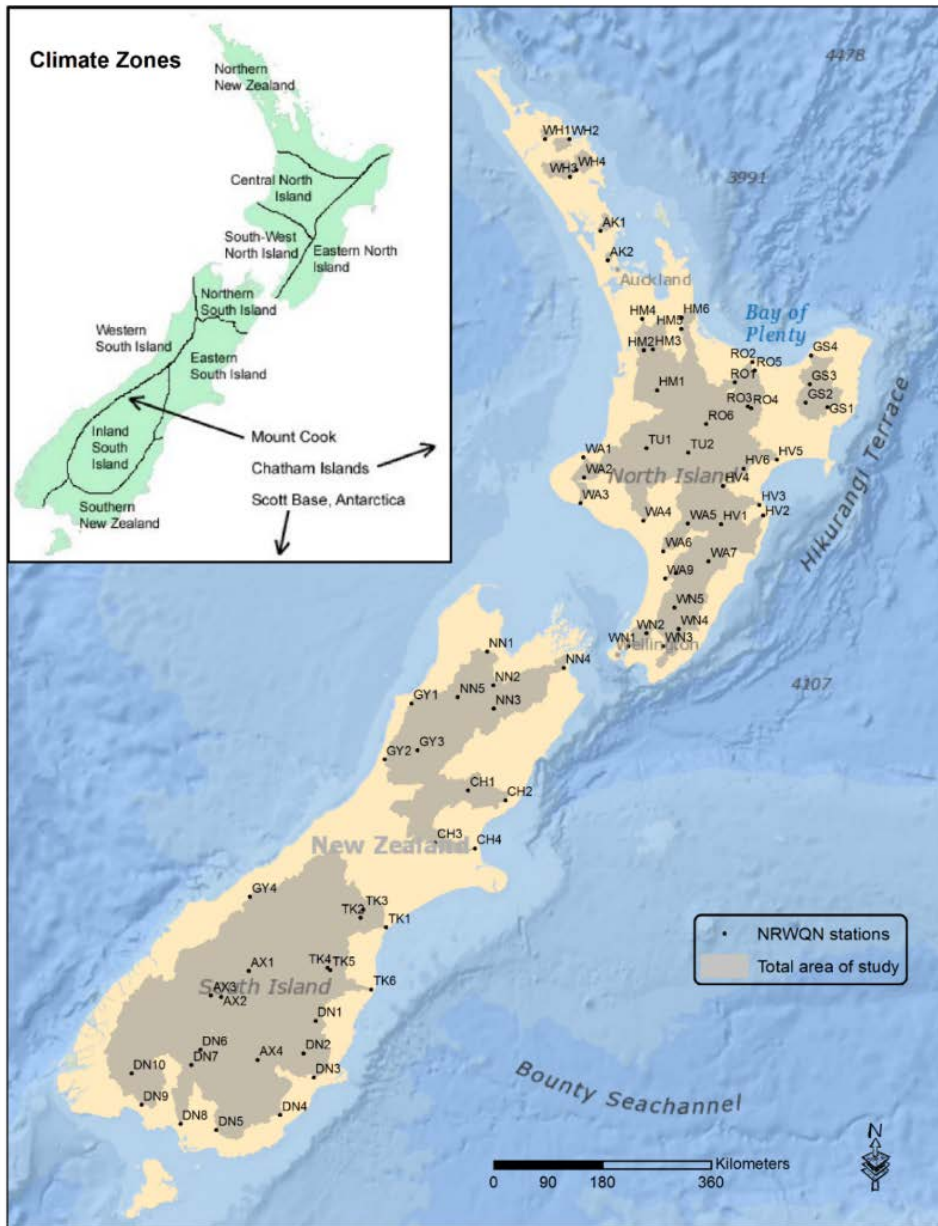 Climate Zones
Northern
New Zealand
Central North
Island
South-West
North Island
Eastern North
Island
Northern
South Island
Western
South Island
Eastern
South Island
Inland
South
Island
Mount Cook
Chatham Islands
Scott Base, Antarctica
Southern
New Zealand
4478
3991
WH1
WH2
WH4
WH3
AK1
AK2
Auckland
HM4
HM6
HM5
HM2
HM3
HM1
Bay of
Plenty
RO2
RO5
RO1
RO3
RO4
RO6
GS4
GS3
GS2
GS1
TU1
TU2
WA1
WA2
North Island
WA3
HV5
HV6
HV4
HV3
HV2
WA4
WA5
HV1
WA6
WA7
WA9
WN5
WN2
WN4
WN1
WN3
Wellington
Hikurangi Terrace
4107
NN1
NN4
NN2
NN5
NN3
GY1
GY3
GY2
CH1
CH2
CH3
CH4
New Zealand
GY4
TK3
TK2
TK1
TK4
TK5
AX1
South Island
TK6
AX3
AX2
DN1
DN6
DN7
AX4
DN2
DN10
DN3
DN9
DN4
DN8
DN5
NRWQN stations
Total area of study
Bounty Seachannel
N
Kilometers
0 90 180 360